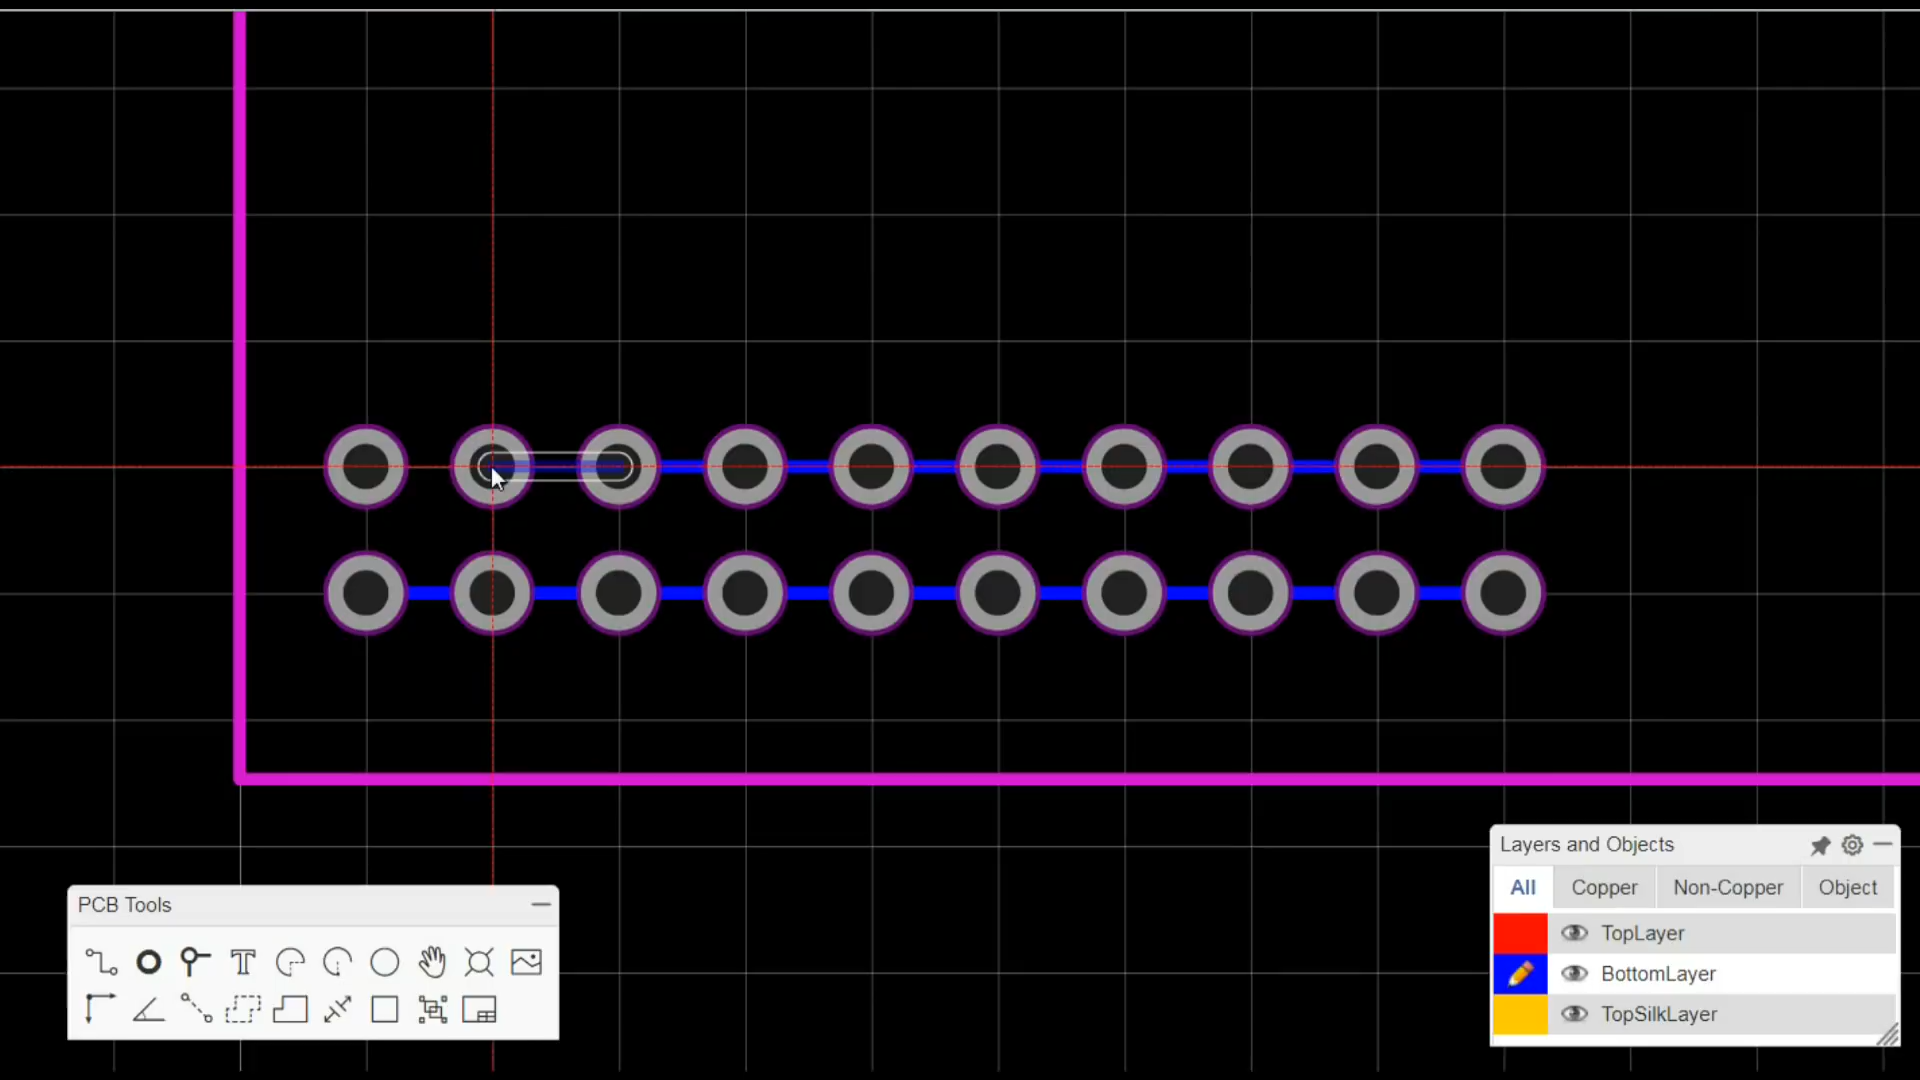 PCB Tools
Layers and Objects
All Copper Non-Copper Object
TopLayer
BottomLayer
TopSilkLayer